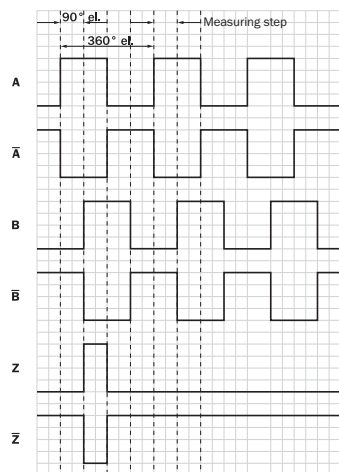 90° el. Measuring step
360° el.
A
A̅
B
B̅
Z
Z̅